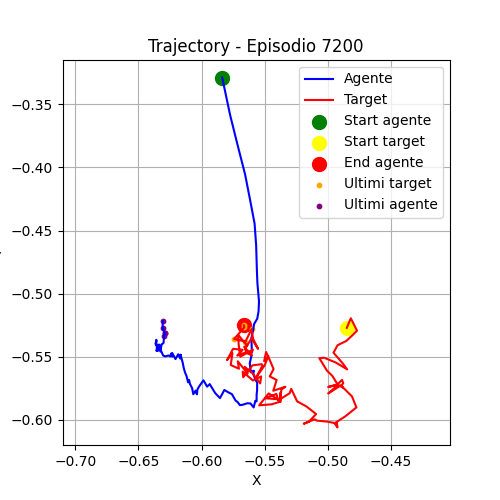 Trajectory - Episodio 7200
Agente
Target
Start agente
Start target
End agente
Ultimi target
Ultimi agente
−0.35
−0.40
−0.45
−0.50
−0.55
−0.60
−0.70
−0.65
−0.60
−0.55
−0.50
−0.45
X